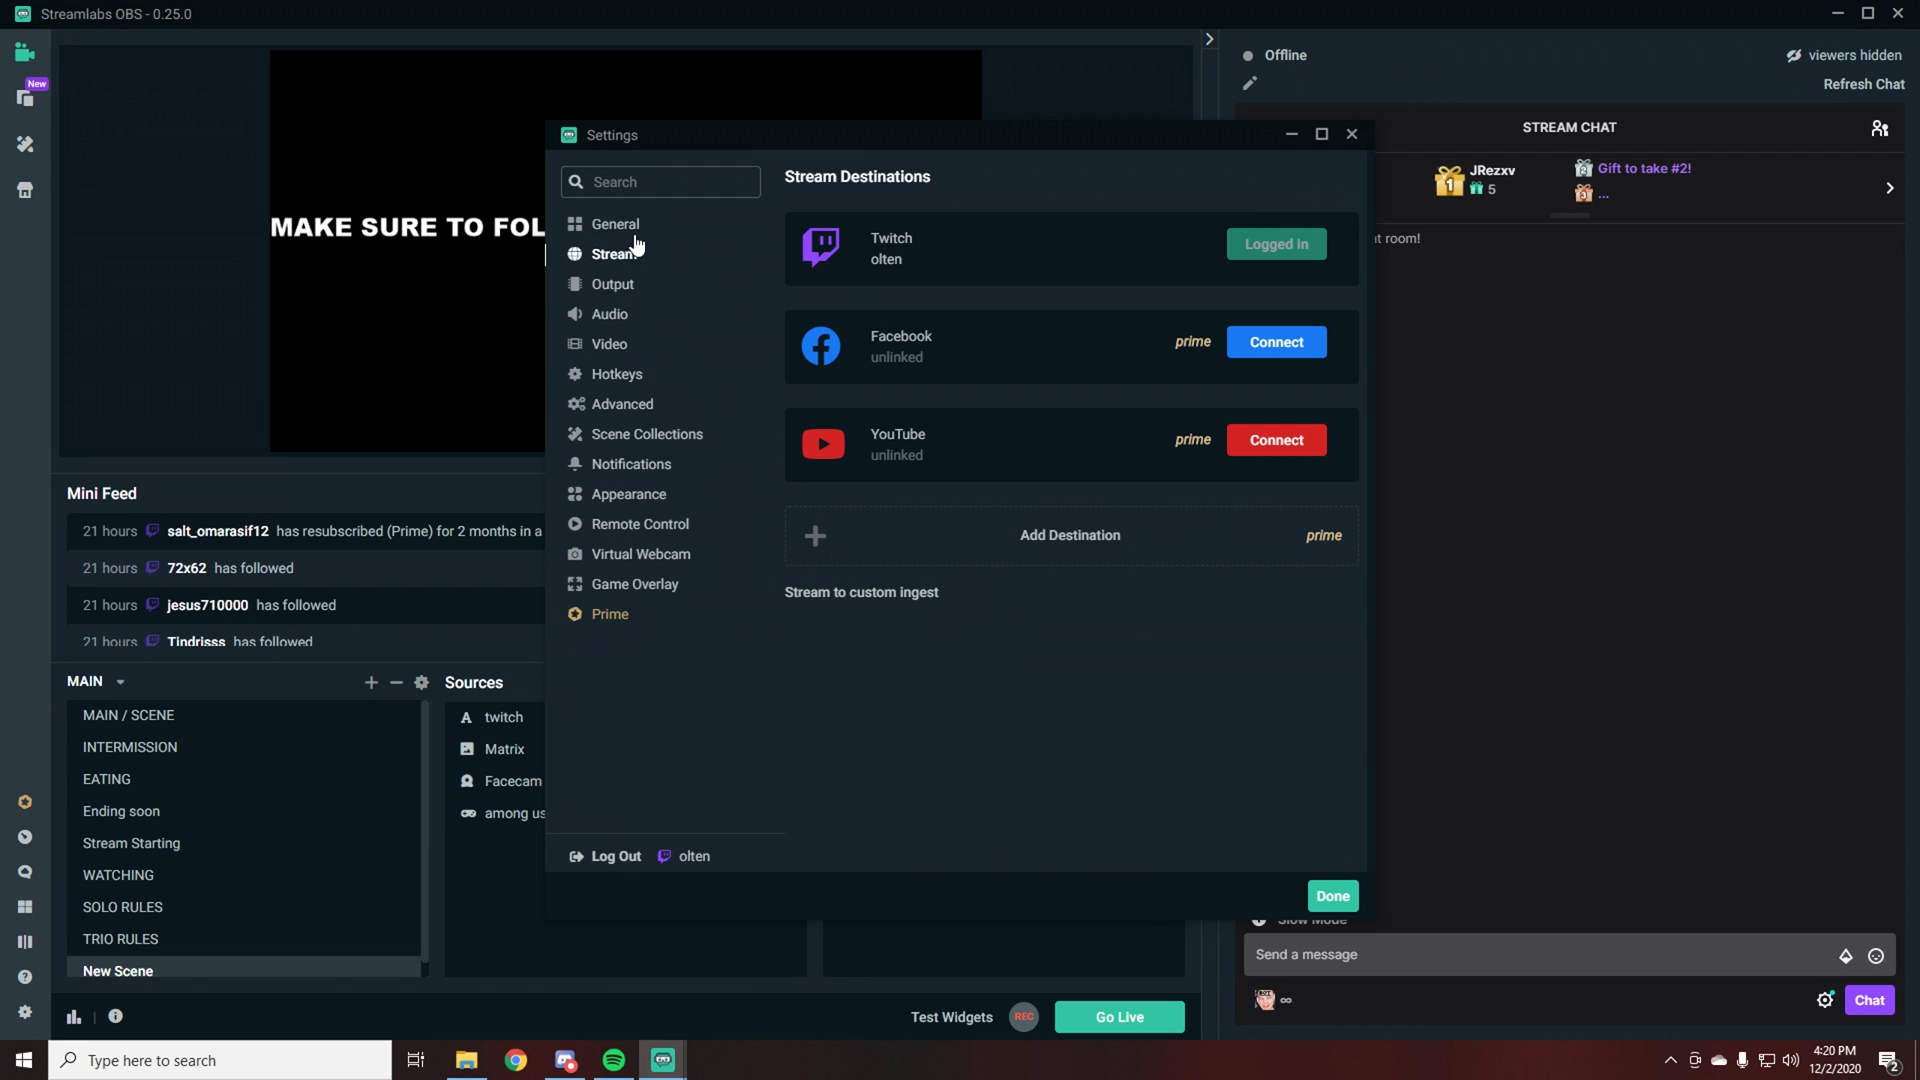 Streamlabs OBS - 0.25.0
New
MAKE SURE TO FOL
Offline
viewers hidden
Refresh Chat
STREAM CHAT
1
JRezxv
5
2
Gift to take #2!
3
...
t room!
Slow Mode
Send a message
∞
Chat
Settings
Search
General
Stream
Output
Audio
Video
Hotkeys
Advanced
Scene Collections
Notifications
Appearance
Remote Control
Virtual Webcam
Game Overlay
Prime
Log Out
olten
Stream Destinations
Twitch
olten
Logged in
Facebook
unlinked
prime
Connect
YouTube
unlinked
prime
Connect
Add Destination
prime
Stream to custom ingest
Done
Mini Feed
21 hours salt_omarasif12 has resubscribed (Prime) for 2 months in a
21 hours 72x62 has followed
21 hours jesus710000 has followed
21 hours Tindrisss has followed
MAIN
MAIN / SCENE
INTERMISSION
EATING
Ending soon
Stream Starting
WATCHING
SOLO RULES
TRIO RULES
New Scene
Sources
twitch
Matrix
Facecam
among us
Test Widgets
REC
Go Live
Type here to search
4:20 PM
12/2/2020
2